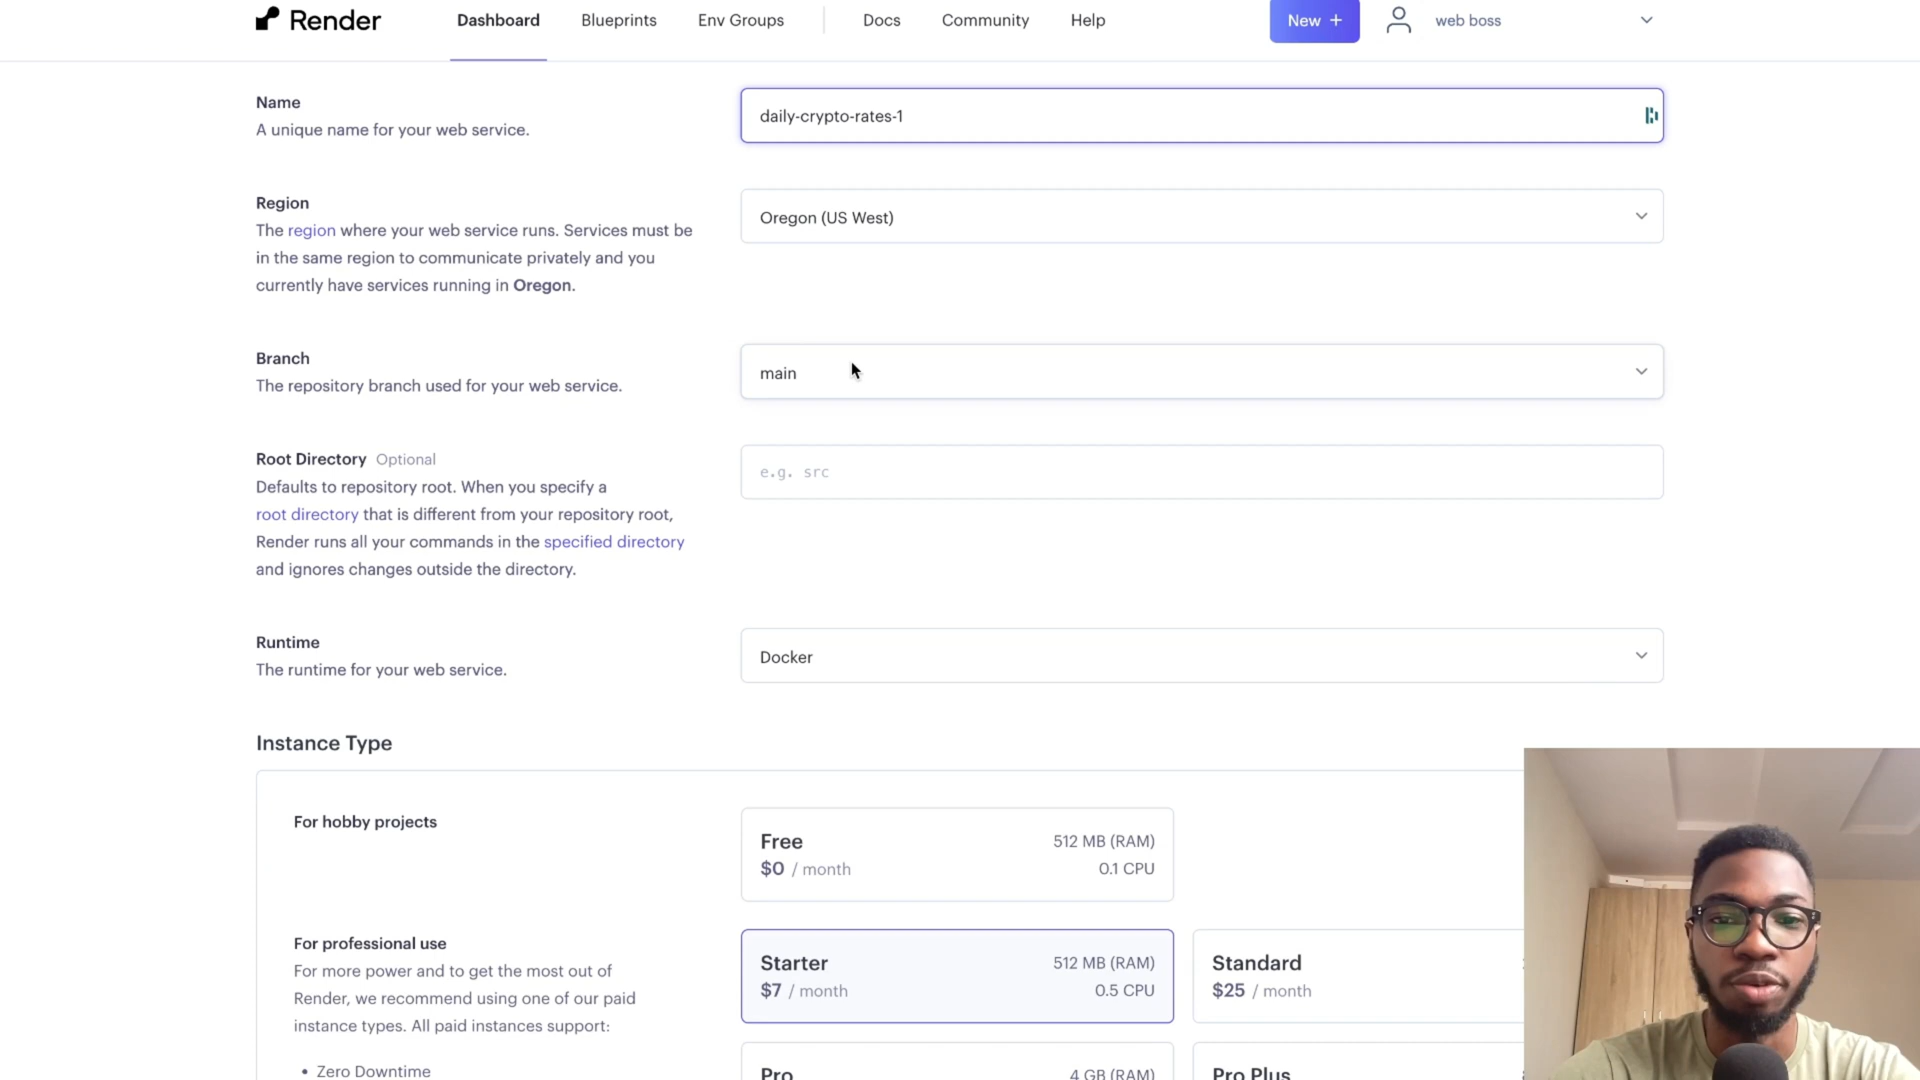 Render
Dashboard
Blueprints
Env Groups
Docs
Community
Help
New +
web boss
Name
A unique name for your web service.
daily-crypto-rates-1
Region
The region where your web service runs. Services must be
in the same region to communicate privately and you
currently have services running in Oregon.
Oregon (US West)
Branch
The repository branch used for your web service.
main
Root Directory Optional
Defaults to repository root. When you specify a
root directory that is different from your repository root,
Render runs all your commands in the specified directory
and ignores changes outside the directory.
e.g. src
Runtime
The runtime for your web service.
Docker
Instance Type
For hobby projects
Free
512 MB (RAM)
$0 / month
0.1 CPU
For professional use
For more power and to get the most out of
Render, we recommend using one of our paid
instance types. All paid instances support:
• Zero Downtime
Starter
512 MB (RAM)
$7 / month
0.5 CPU
Standard
$25 / month
Pro
4 GB (RAM)
Pro Plus